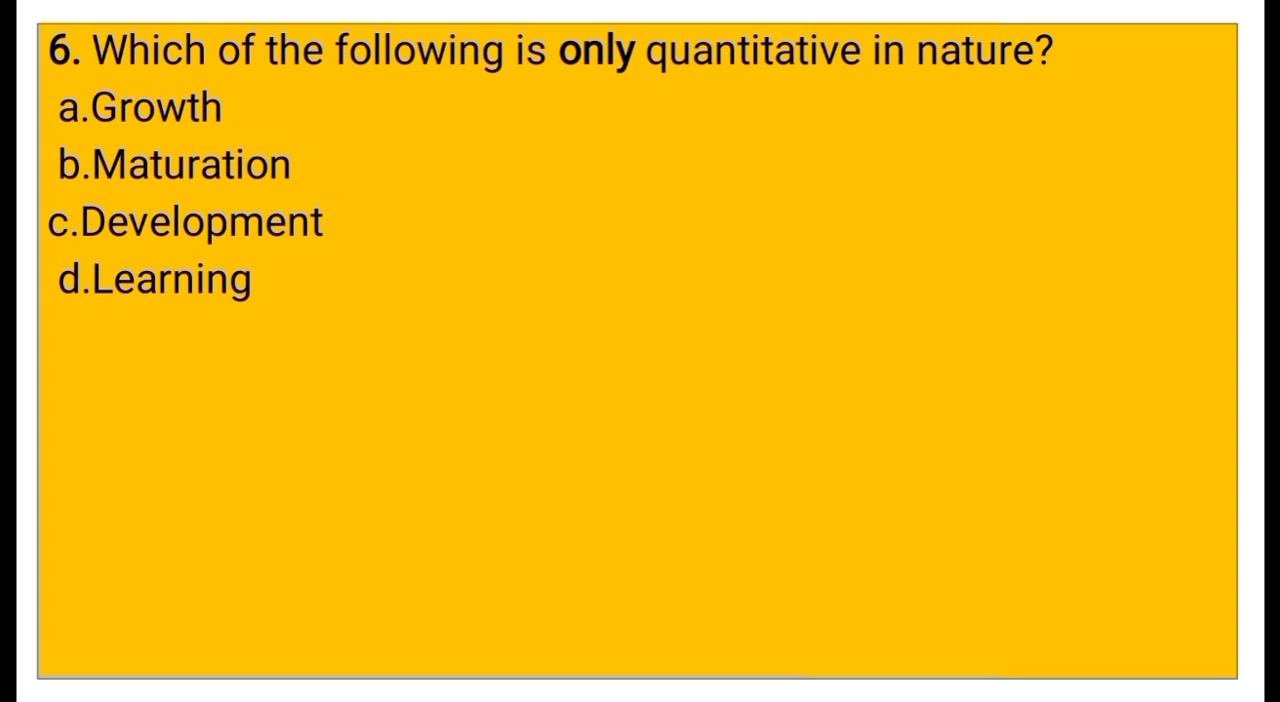 6. Which of the following is only quantitative in nature?
a.Growth
b.Maturation
c.Development
d.Learning